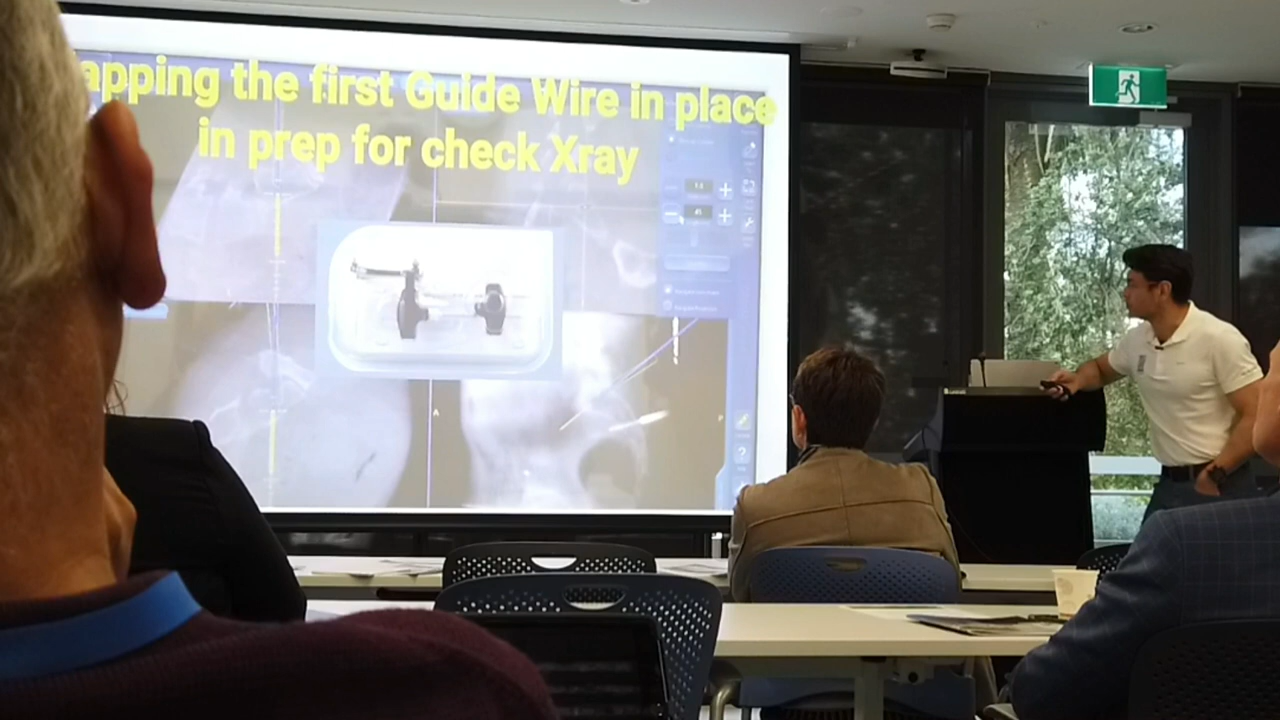 apping the first Guide Wire in place
in prep for check Xray
A
P